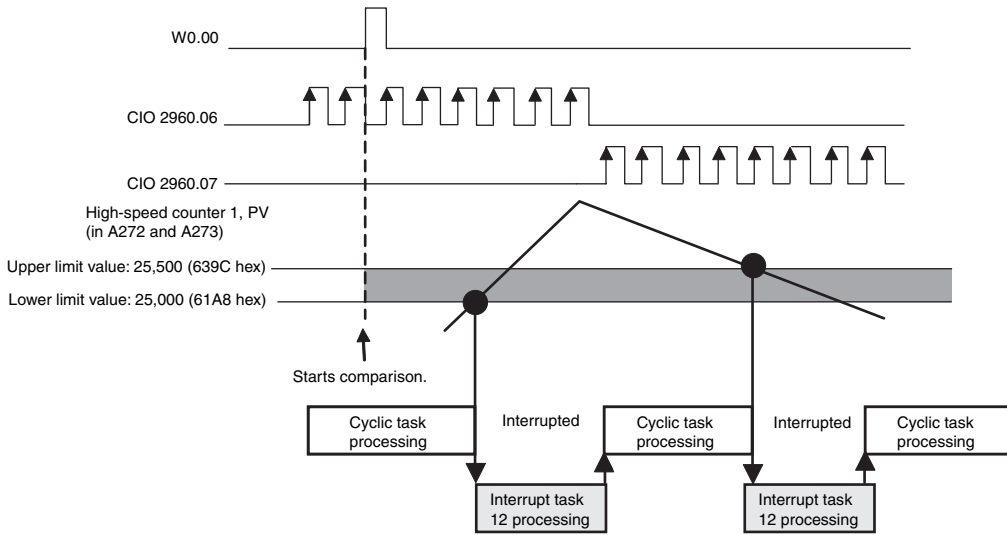 W0.00
CIO 2960.06
CIO 2960.07
High-speed counter 1, PV
(in A272 and A273)
Upper limit value: 25,500 (639C hex)
Lower limit value: 25,000 (61A8 hex)
Starts comparison.
Cyclic task
processing
Interrupted
Cyclic task
processing
Interrupted
Cyclic task
processing
Interrupt task
12 processing
Interrupt task
12 processing